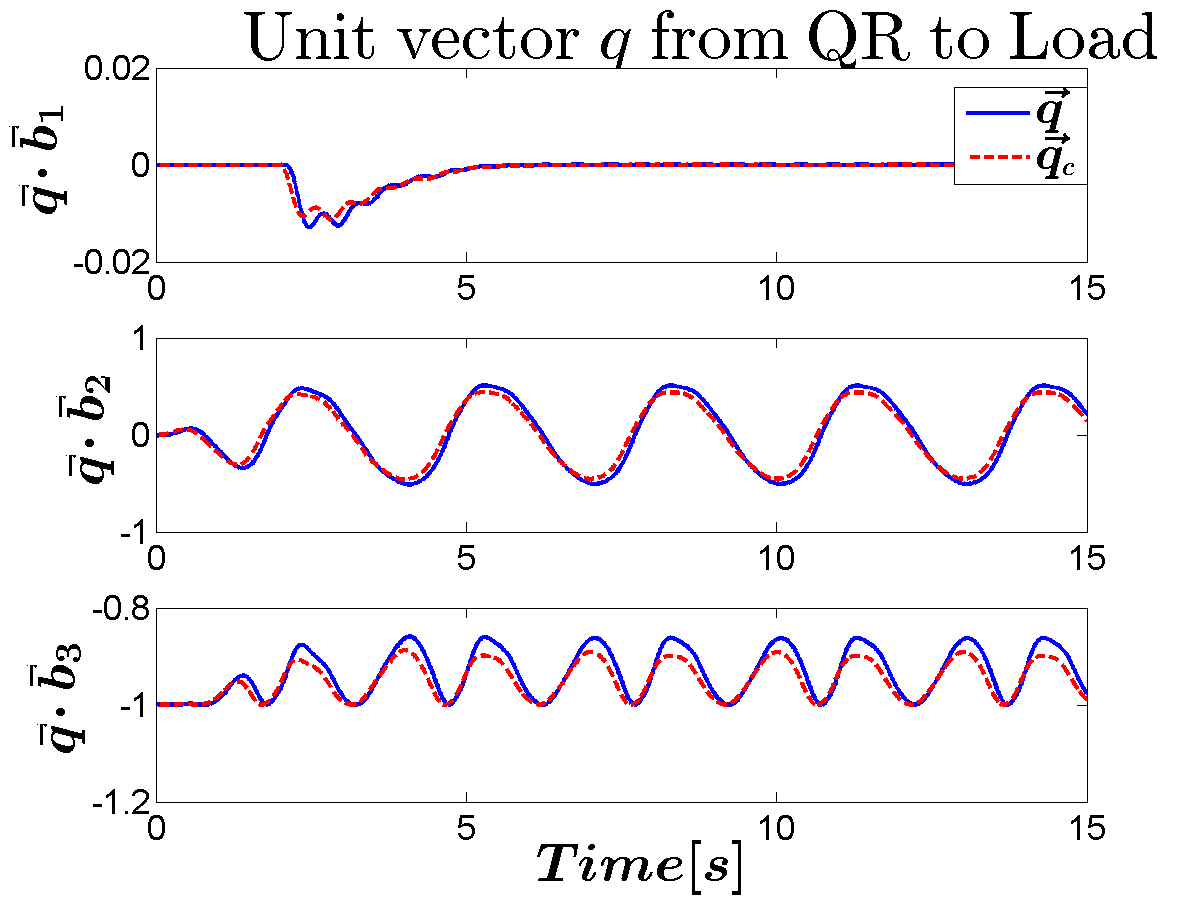 Unit vector q from QR to Load
0.02
0
-0.02
q̄ · b̄₁
q⃗
q⃗c
0 5 10 15
1
0
-1
q̄ · b̄₂
0 5 10 15
-0.8
-1
-1.2
q̄ · b̄₃
0 5 10 15
Time[s]